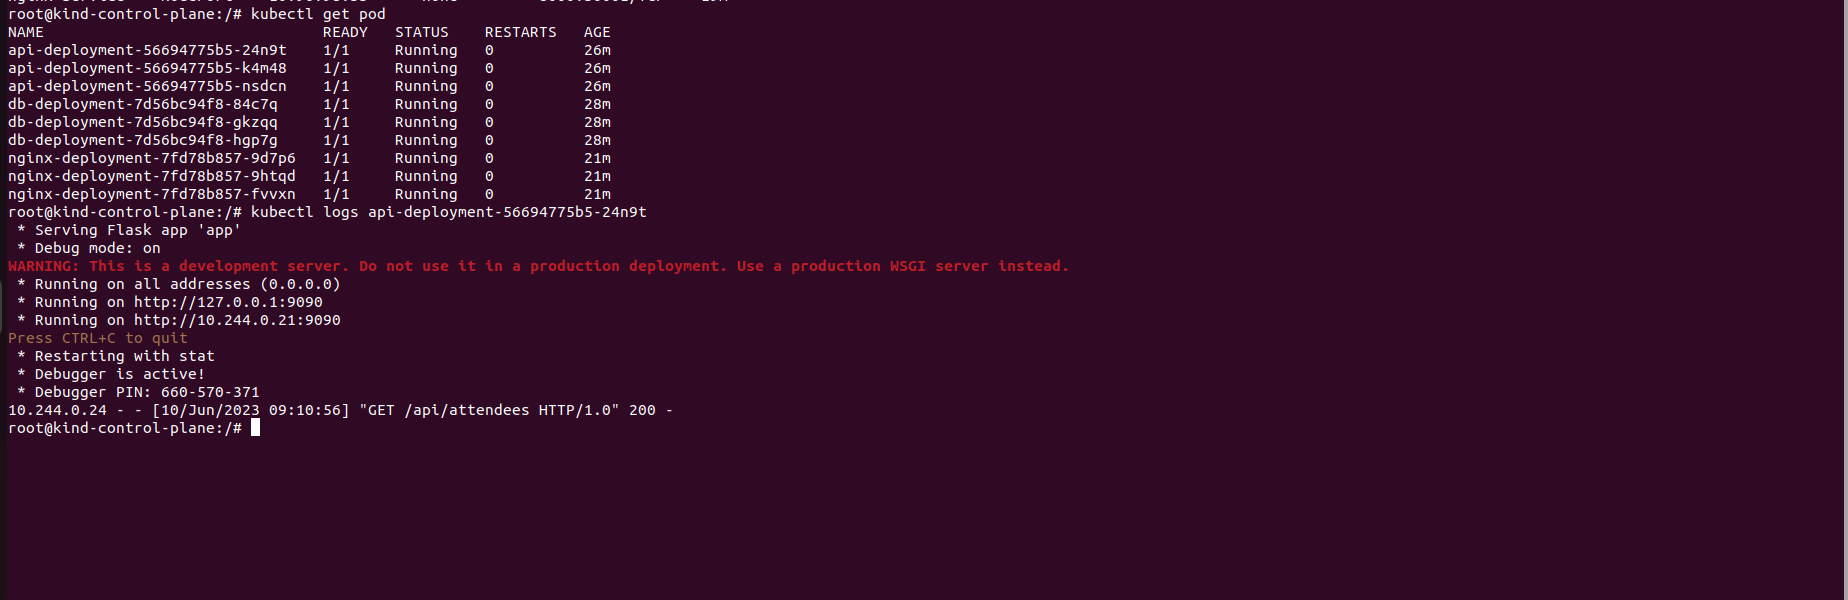 root@kind-control-plane:/# kubectl get pod
NAME                               READY   STATUS    RESTARTS   AGE
api-deployment-56694775b5-24n9t    1/1     Running   0          26m
api-deployment-56694775b5-k4m48    1/1     Running   0          26m
api-deployment-56694775b5-nsdcn    1/1     Running   0          26m
db-deployment-7d56bc94f8-84c7q     1/1     Running   0          28m
db-deployment-7d56bc94f8-gkzqq     1/1     Running   0          28m
db-deployment-7d56bc94f8-hgp7g     1/1     Running   0          28m
nginx-deployment-7fd78b857-9d7p6   1/1     Running   0          21m
nginx-deployment-7fd78b857-9htqd   1/1     Running   0          21m
nginx-deployment-7fd78b857-fvvxn   1/1     Running   0          21m
root@kind-control-plane:/# kubectl logs api-deployment-56694775b5-24n9t
 * Serving Flask app 'app'
 * Debug mode: on
WARNING: This is a development server. Do not use it in a production deployment. Use a production WSGI server instead.
 * Running on all addresses (0.0.0.0)
 * Running on http://127.0.0.1:9090
 * Running on http://10.244.0.21:9090
Press CTRL+C to quit
 * Restarting with stat
 * Debugger is active!
 * Debugger PIN: 660-570-371
10.244.0.24 - - [10/Jun/2023 09:10:56] "GET /api/attendees HTTP/1.0" 200 -
root@kind-control-plane:/#